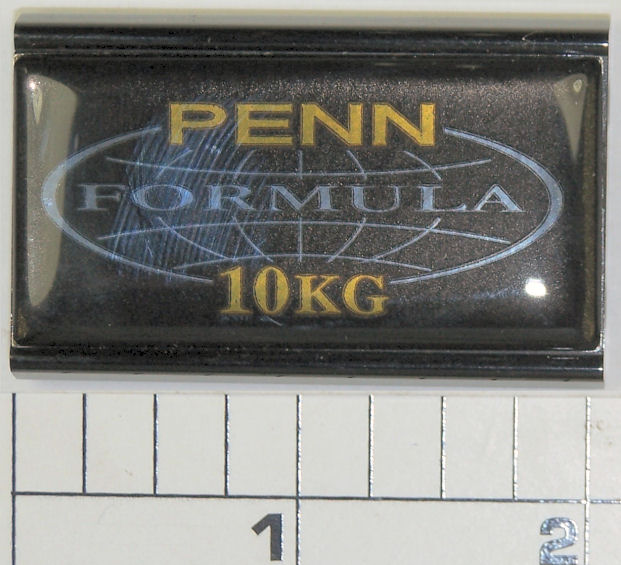 PENN
FORMULA
10KG
1 2